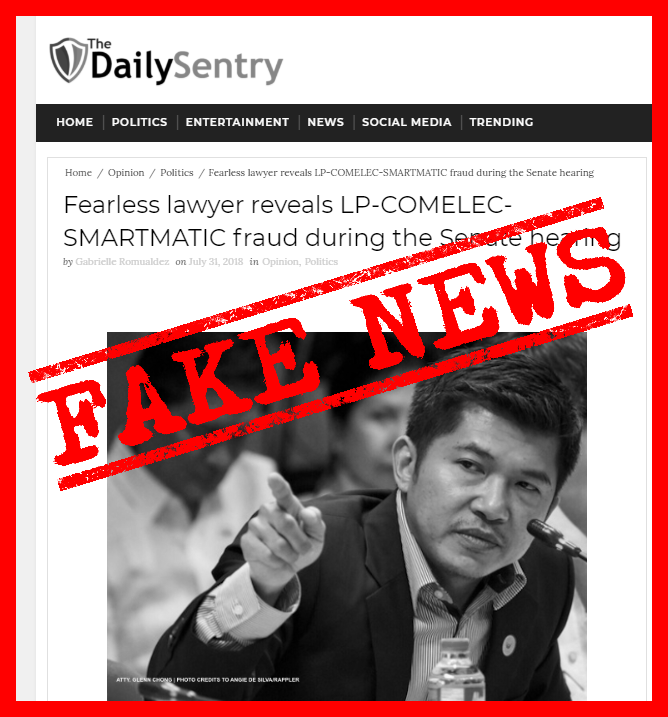 The
DailySentry
HOME POLITICS ENTERTAINMENT NEWS SOCIAL MEDIA TRENDING
Home / Opinion / Politics / Fearless lawyer reveals LP-COMELEC-SMARTMATIC fraud during the Senate hearing
Fearless lawyer reveals LP-COMELEC-
SMARTMATIC fraud during the Senate hearing
by Gabrielle Romualdez on July 31, 2018 in Opinion, Politics
FAKE NEWS
ATTY. GLENN CHONG | PHOTO CREDITS TO ANGIE DE SILVA/RAPPLER